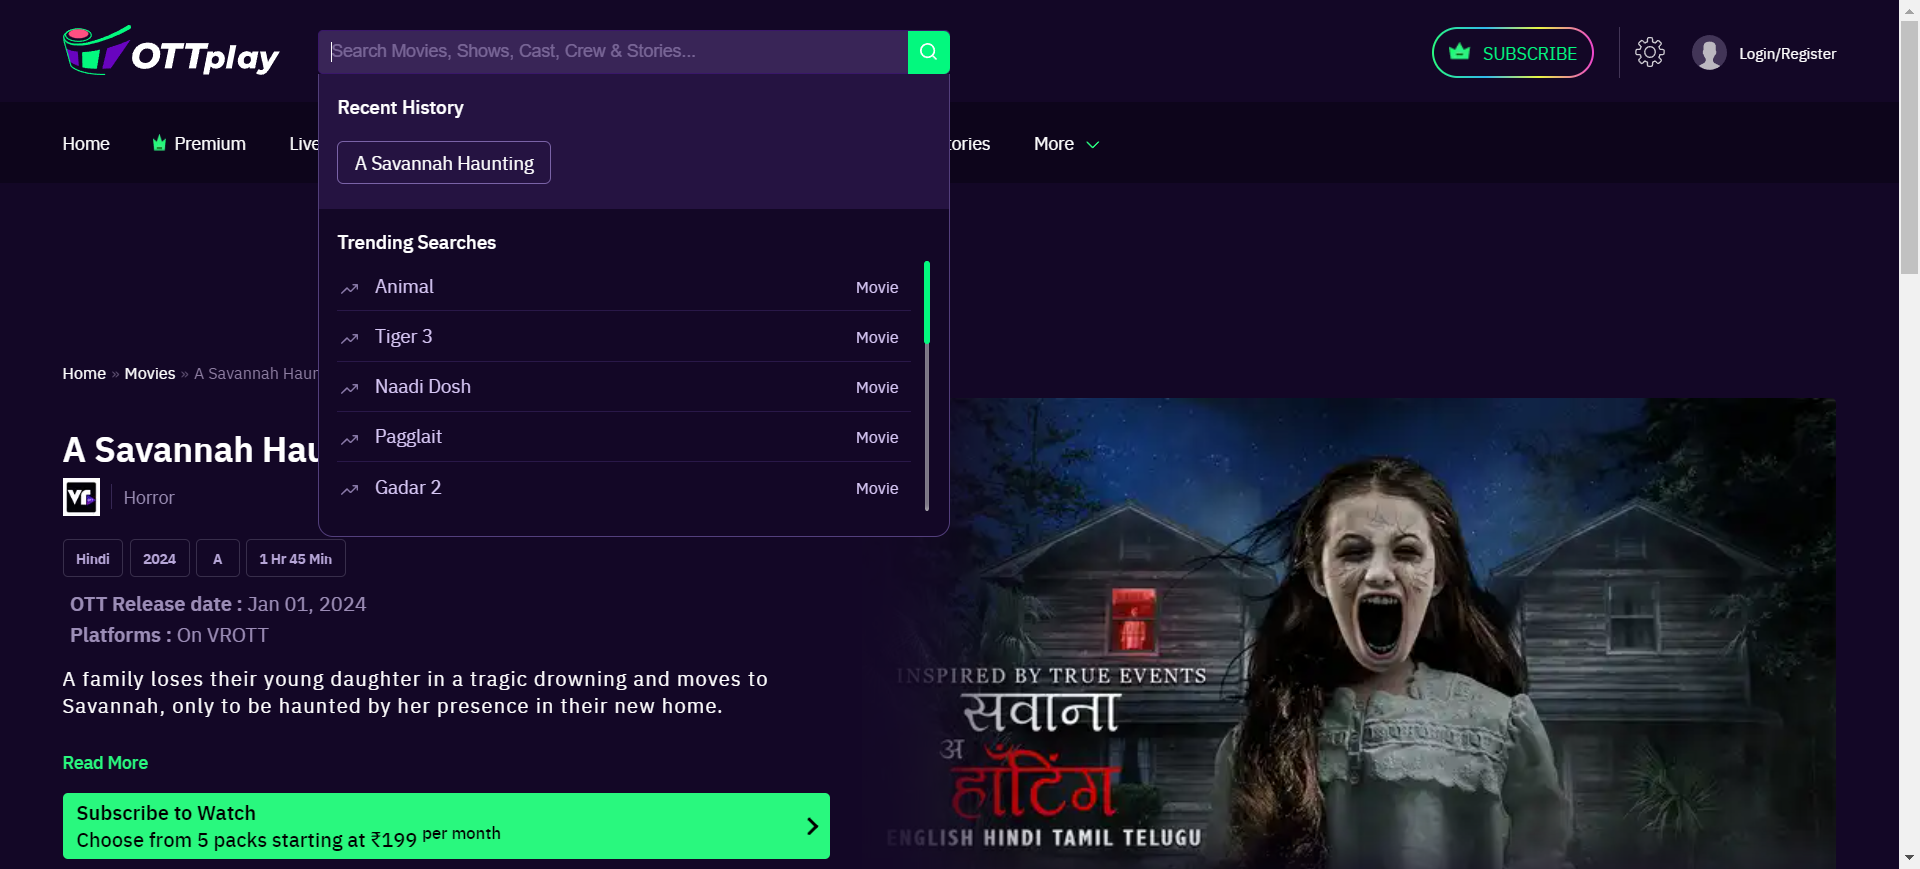 OTTplay
Search Movies, Shows, Cast, Crew & Stories...
SUBSCRIBE
Login/Register
Home
Premium
Live
tories
More
Recent History
A Savannah Haunting
Trending Searches
Animal Movie
Tiger 3 Movie
Naadi Dosh Movie
Pagglait Movie
Gadar 2 Movie
Home » Movies » A Savannah Haun
A Savannah Hau
vr
Horror
Hindi
2024
A
1 Hr 45 Min
OTT Release date : Jan 01, 2024
Platforms : On VROTT
A family loses their young daughter in a tragic drowning and moves to
Savannah, only to be haunted by her presence in their new home.
Read More
Subscribe to Watch
Choose from 5 packs starting at ₹199 per month
INSPIRED BY TRUE EVENTS
सवाना
अ
हॉंटिंग
ENGLISH HINDI TAMIL TELUGU